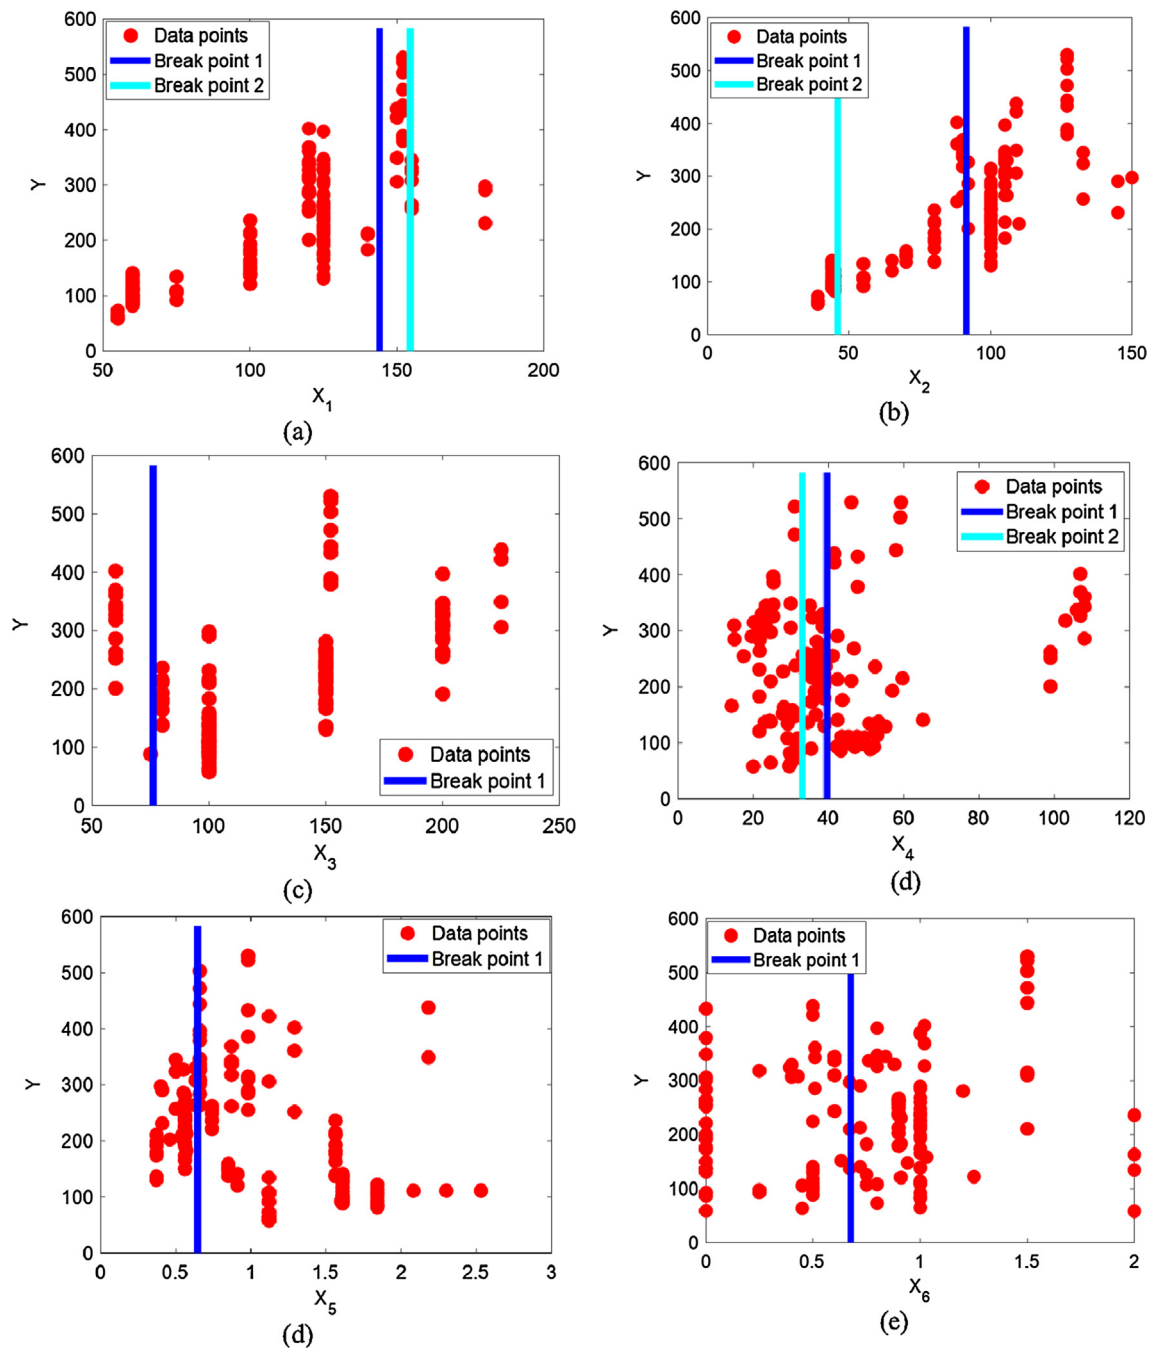 600
500
400
300
200
100
0
Y
Data points
Break point 1
Break point 2
50
100
150
200
X1
(a)
600
500
400
300
200
100
0
Y
Data points
Break point 1
Break point 2
0
50
100
150
X2
(b)
600
500
400
300
200
100
0
Y
Data points
Break point 1
50
100
150
200
250
X3
(c)
600
500
400
300
200
100
0
Y
Data points
Break point 1
Break point 2
0
20
40
60
80
100
120
X4
(d)
600
500
400
300
200
100
0
Y
Data points
Break point 1
0
0.5
1
1.5
2
2.5
3
X5
(d)
600
500
400
300
200
100
0
Y
Data points
Break point 1
0
0.5
1
1.5
2
X6
(e)